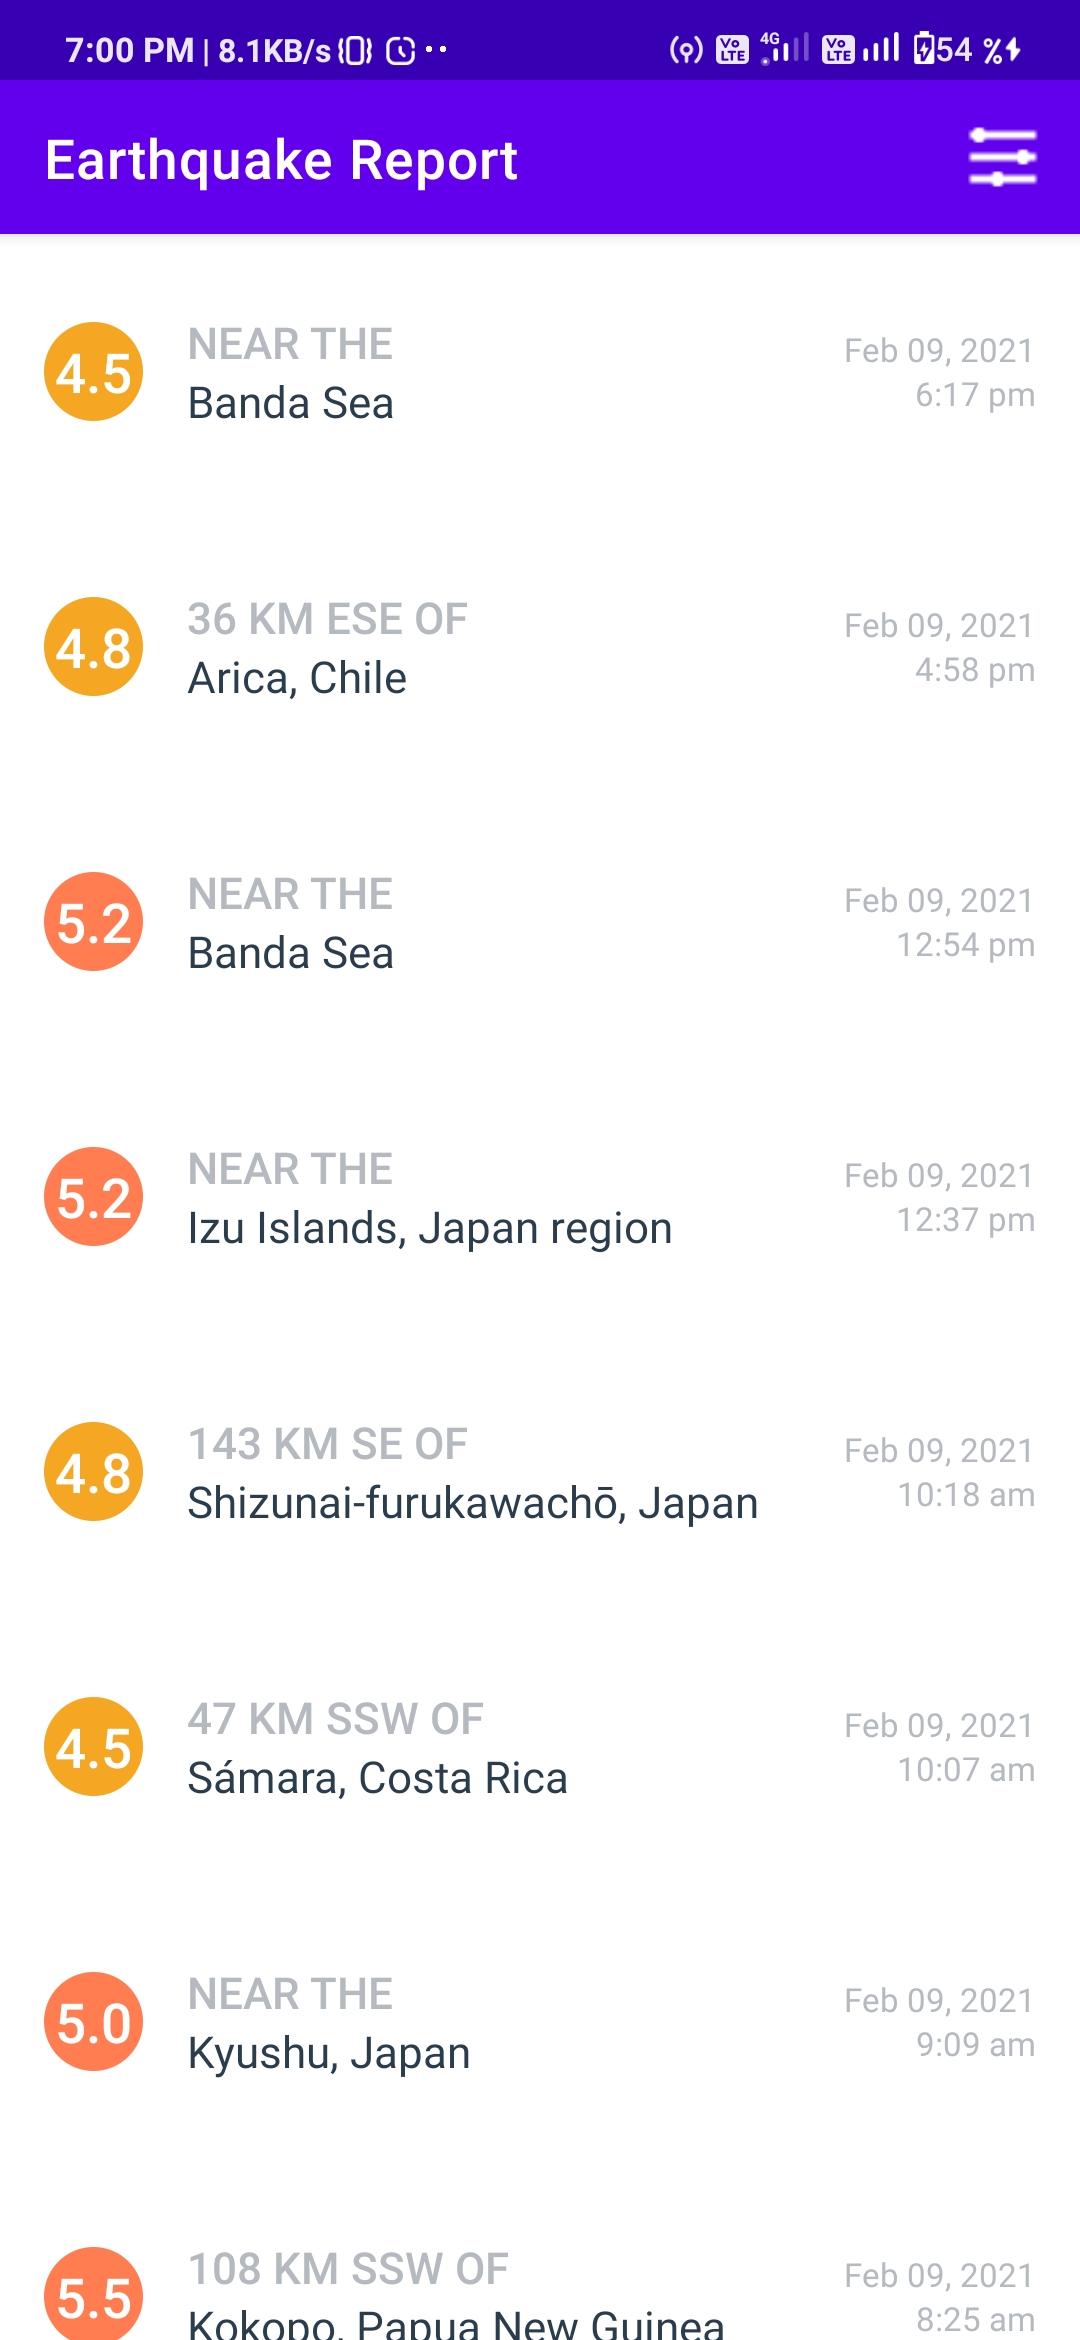 7:00 PM | 8.1KB/s
4G
Vo LTE
Vo LTE
54 %
Earthquake Report
4.5
NEAR THE
Banda Sea
Feb 09, 2021
6:17 pm
4.8
36 KM ESE OF
Arica, Chile
Feb 09, 2021
4:58 pm
5.2
NEAR THE
Banda Sea
Feb 09, 2021
12:54 pm
5.2
NEAR THE
Izu Islands, Japan region
Feb 09, 2021
12:37 pm
4.8
143 KM SE OF
Shizunai-furukawachō, Japan
Feb 09, 2021
10:18 am
4.5
47 KM SSW OF
Sámara, Costa Rica
Feb 09, 2021
10:07 am
5.0
NEAR THE
Kyushu, Japan
Feb 09, 2021
9:09 am
5.5
108 KM SSW OF
Kokopo, Papua New Guinea
Feb 09, 2021
8:25 am